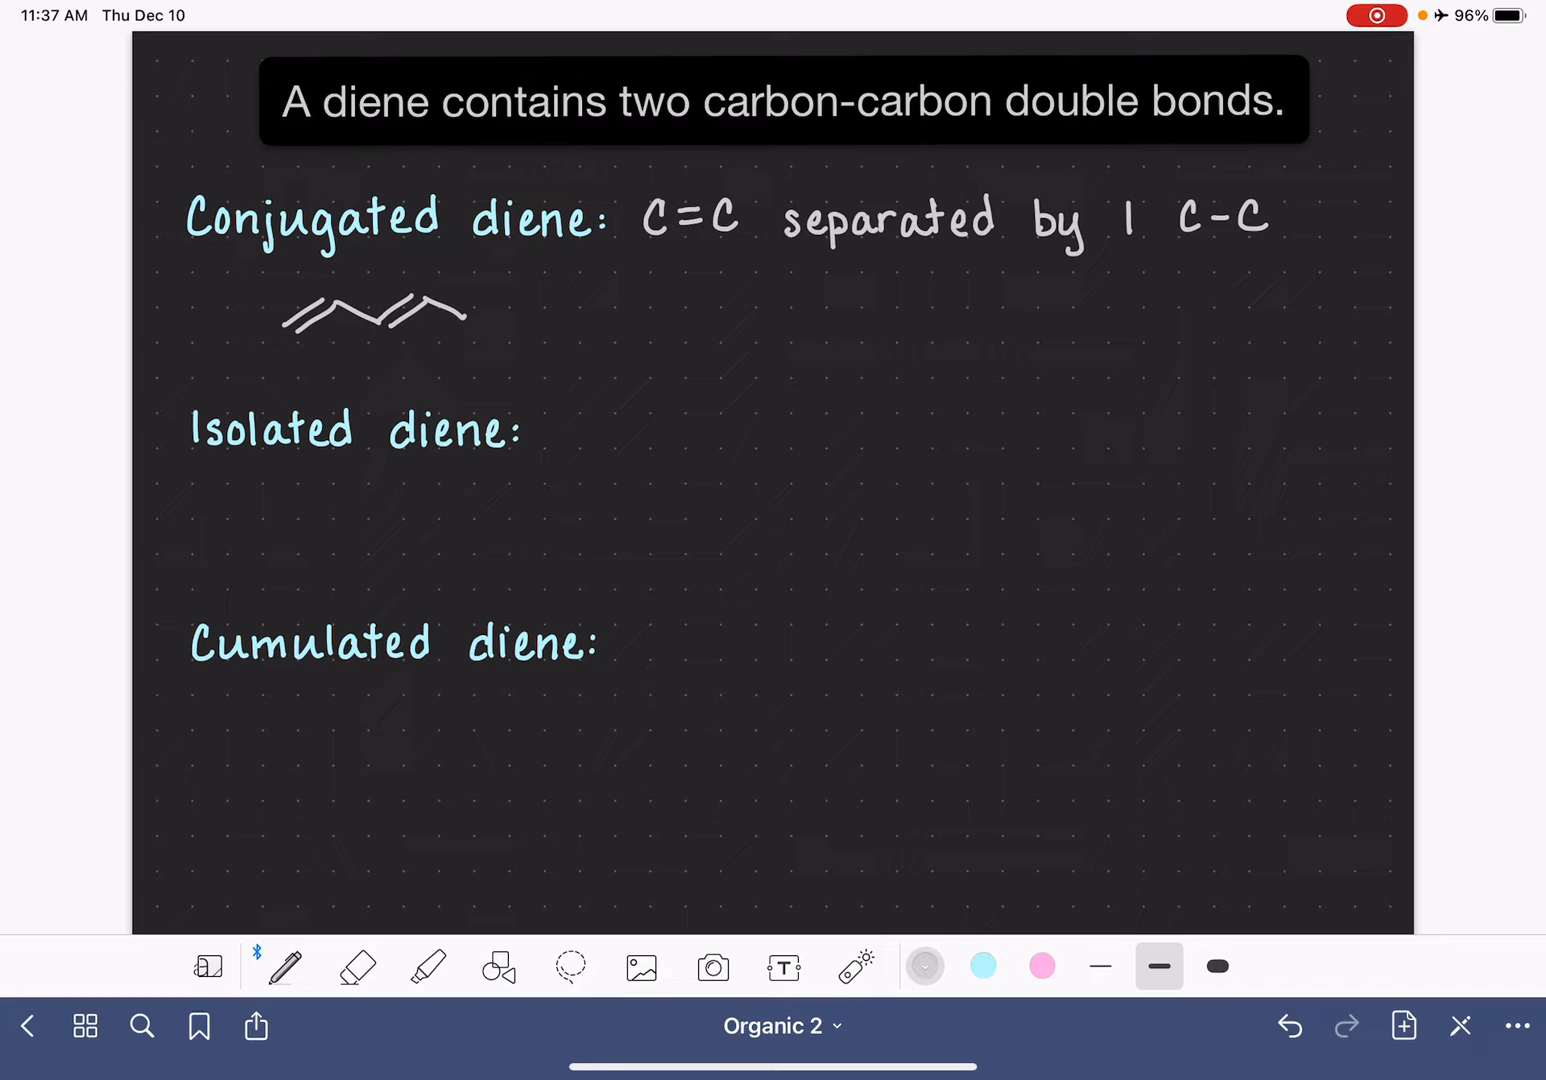 11:37 AM Thu Dec 10 96%
A diene contains two carbon-carbon double bonds.
Conjugated diene: C=C separated by 1 C-C
Isolated diene:
Cumulated diene:
Organic 2